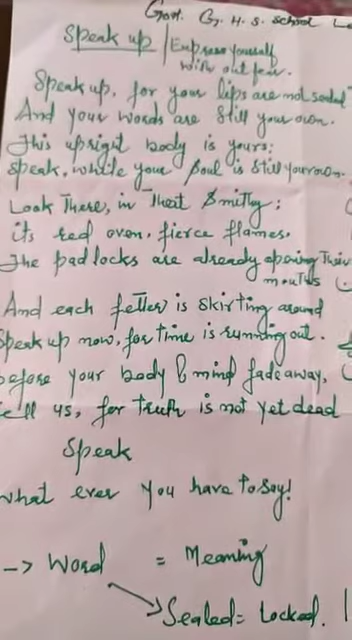 Govt. G. H. S. School
Speak up / Express yourself
with out fear.
Speak up, for your lips are not sealed
And your words are still your own.
This upright body is yours;
Speak, while your Soul is still your own.
Look There, in That Smithy;
its red oven, fierce flames.
The pad locks are already opening Their
mouths
And each fetter is skirting around
Speak up now, for time is running out.
before your body & mind fade away,
tell us, for truth is not yet dead
Speak
what ever you have to say!
-> Word = Meaning
Sealed = Locked.